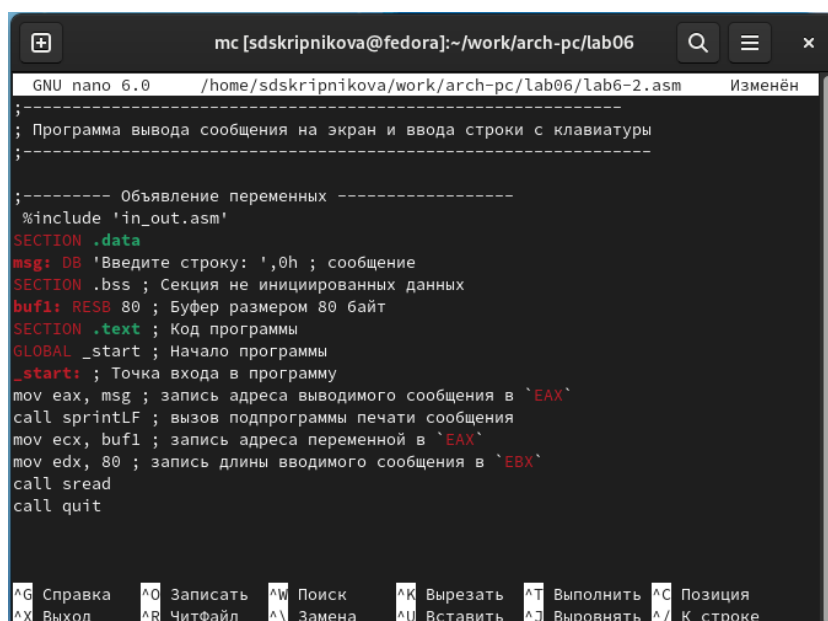 mc [sdskripnikova@fedora]:~/work/arch-pc/lab06
GNU nano 6.0 /home/sdskripnikova/work/arch-pc/lab06/lab6-2.asm Изменён
;-------------------------------------------------------------
; Программа вывода сообщения на экран и ввода строки с клавиатуры
;----------------------------------------------------------------
;--------- Объявление переменных ------------------
%include 'in_out.asm'
SECTION .data
msg: DB 'Введите строку: ',0h ; сообщение
SECTION .bss ; Секция не инициированных данных
buf1: RESB 80 ; Буфер размером 80 байт
SECTION .text ; Код программы
GLOBAL _start ; Начало программы
_start: ; Точка входа в программу
mov eax, msg ; запись адреса выводимого сообщения в `EAX`
call sprintLF ; вызов подпрограммы печати сообщения
mov ecx, buf1 ; запись адреса переменной в `EAX`
mov edx, 80 ; запись длины вводимого сообщения в `EBX`
call sread
call quit
^G Справка ^O Записать ^W Поиск ^K Вырезать ^T Выполнить ^C Позиция
^X Выход ^R ЧитФайл ^\ Замена ^U Вставить ^J Выровнять ^/ К строке